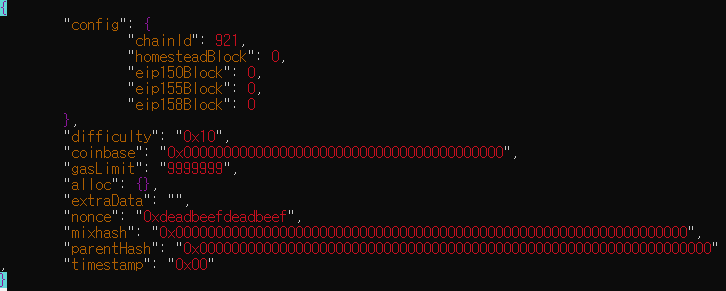 {
"config": {
"chainId": 921,
"homesteadBlock": 0,
"eip150Block": 0,
"eip155Block": 0,
"eip158Block": 0
},
"difficulty": "0x10",
"coinbase": "0x0000000000000000000000000000000000000000",
"gasLimit": "9999999",
"alloc": {},
"extraData": "",
"nonce": "0xdeadbeefdeadbeef",
"mixhash": "0x0000000000000000000000000000000000000000000000000000000000000000",
"parentHash": "0x0000000000000000000000000000000000000000000000000000000000000000"
, "timestamp": "0x00"
}